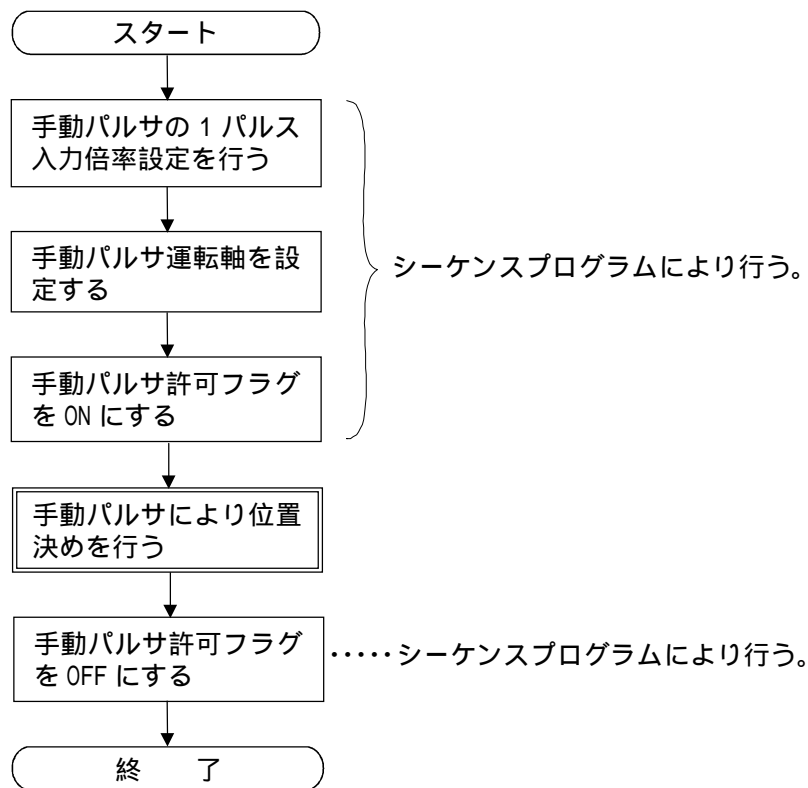 スタート
手動パルサの 1 パルス
入力倍率設定を行う
手動パルサ運転軸を設
定する
シーケンスプログラムにより行う。
手動パルサ許可フラグ
を ON にする
手動パルサにより位置
決めを行う
手動パルサ許可フラグ
を OFF にする
・・・・・シーケンスプログラムにより行う。
終　了